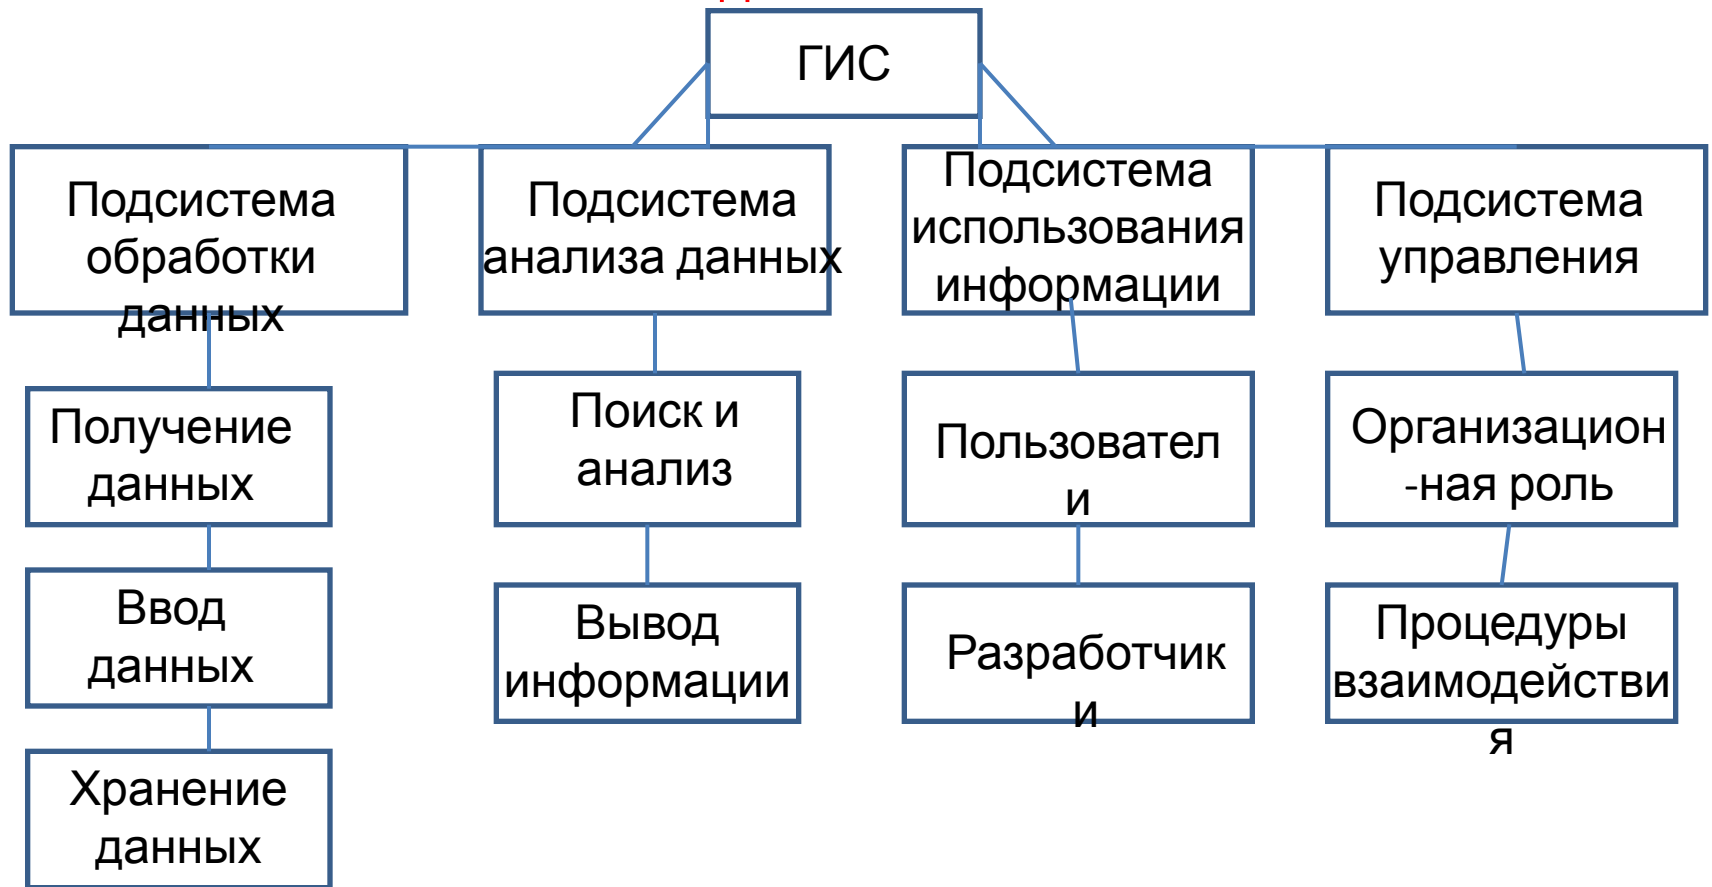 ГИС
Подсистема
обработки
данных
Подсистема
анализа данных
Подсистема
использования
информации
Подсистема
управления
Получение
данных
Ввод
данных
Хранение
данных
Поиск и
анализ
Вывод
информации
Пользовател
и
Разработчик
и
Организацион
-ная роль
Процедуры
взаимодействи
я